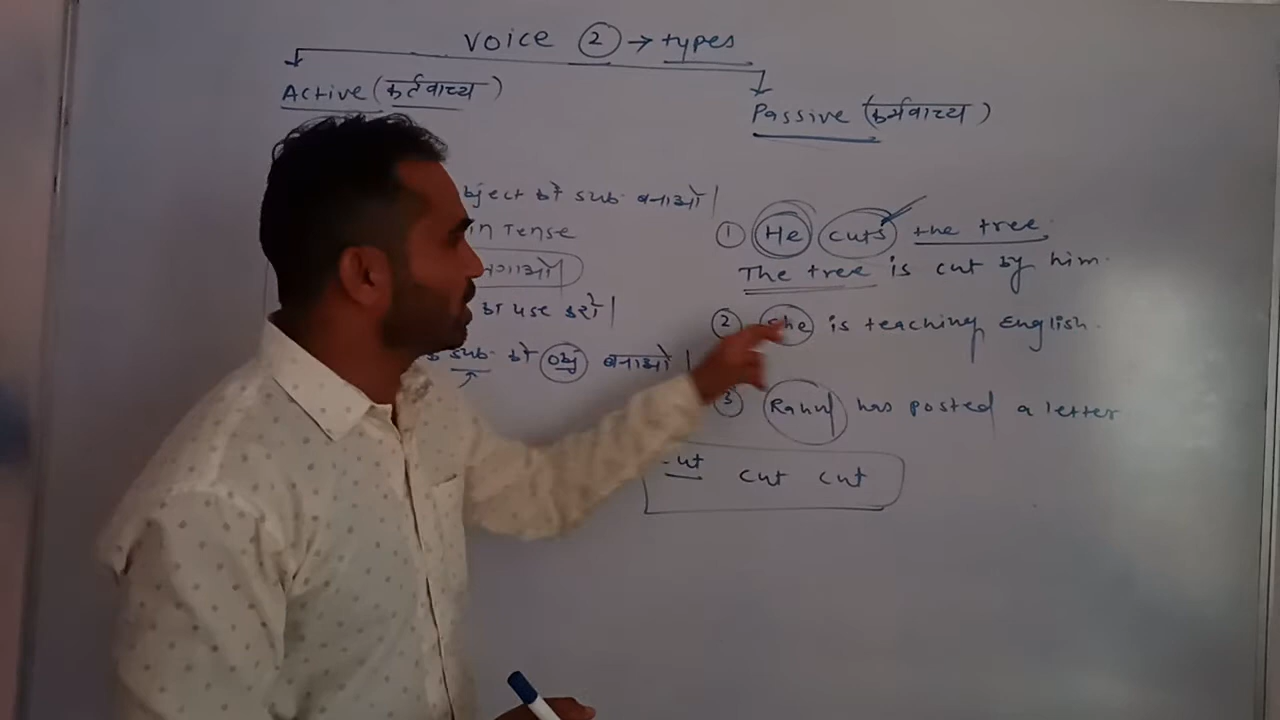 Voice ② → types
Active (कर्तवाच्य)
Passive (कर्मवाच्य)
bject को sub. बनाओ|
in Tense
गाओ|
का use करो|
sub. को obj बनाओ |
① He cuts the tree.
The tree is cut by him.
② She is teaching English.
③ Rahul has posted a letter
cut cut